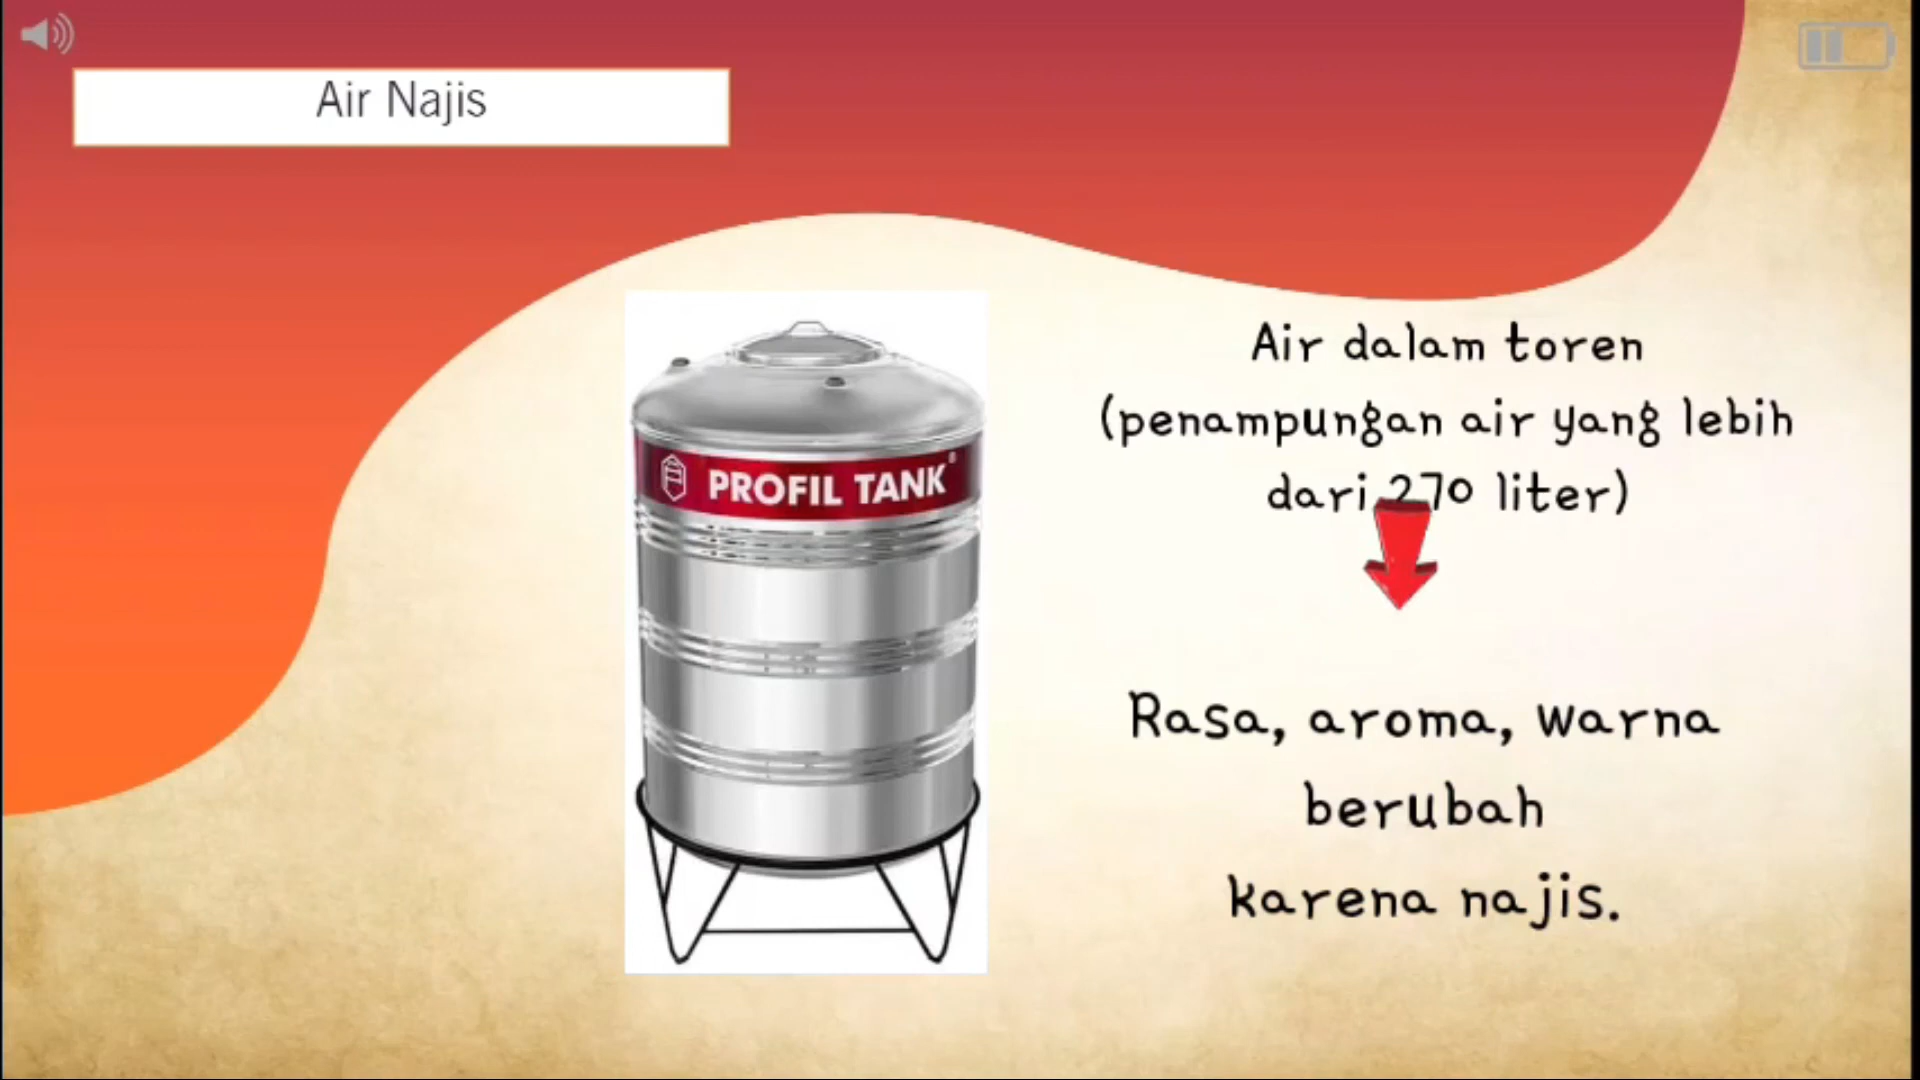 Air Najis
PROFIL TANK
Air dalam toren
(penampungan air yang lebih
dari 270 liter)
Rasa, aroma, warna
berubah
karena najis.